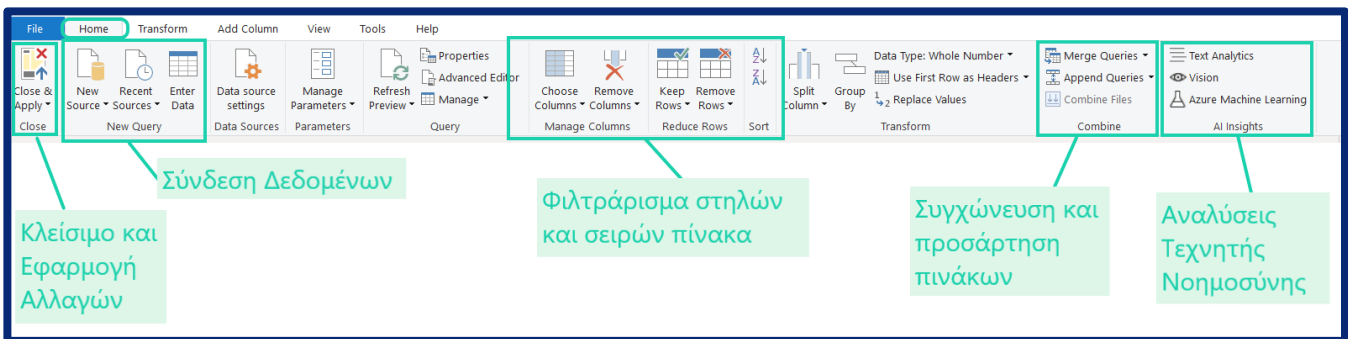 File Home Transform Add Column View Tools Help
Close & Apply
New Source
Recent Sources
Enter Data
Data source settings
Manage Parameters
Refresh Preview
Properties
Advanced Editor
Manage
Choose Columns
Remove Columns
Keep Rows
Remove Rows
A Z
Z A
Split Column
Group By
Data Type: Whole Number
Use First Row as Headers
1 2 Replace Values
Merge Queries
Append Queries
Combine Files
Text Analytics
Vision
Azure Machine Learning
Close New Query Data Sources Parameters Query Manage Columns Reduce Rows Sort Transform Combine AI Insights
Σύνδεση Δεδομένων
Κλείσιμο και
Εφαρμογή
Αλλαγών
Φιλτράρισμα στηλών
και σειρών πίνακα
Συγχώνευση και
προσάρτηση
πινάκων
Αναλύσεις
Τεχνητής
Νοημοσύνης